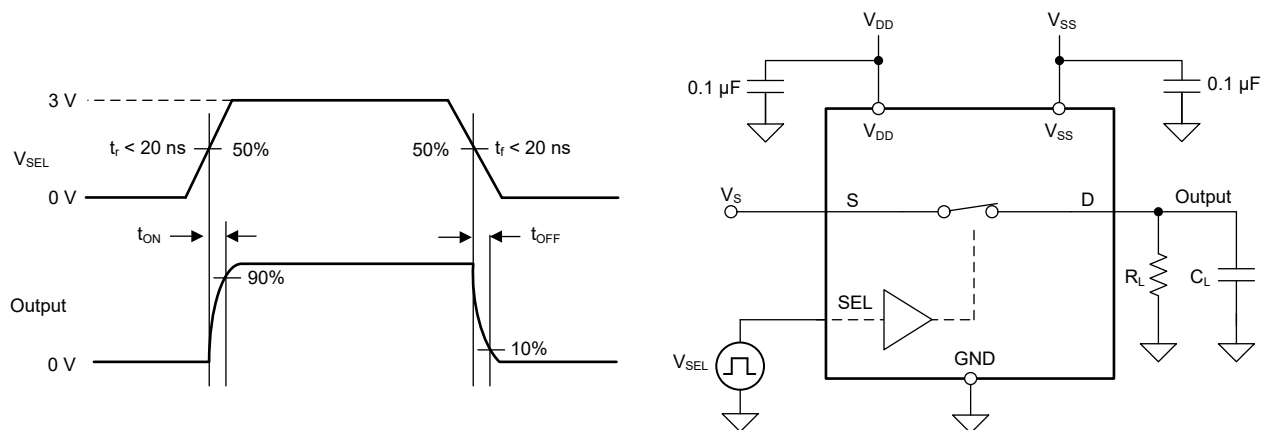 3 V
V_SEL
t_r < 20 ns
50%
50%
t_f < 20 ns
0 V
t_ON
t_OFF
90%
Output
10%
0 V
V_DD
V_SS
0.1 µF
0.1 µF
V_DD
V_SS
V_S
S
D
Output
R_L
C_L
SEL
V_SEL
GND